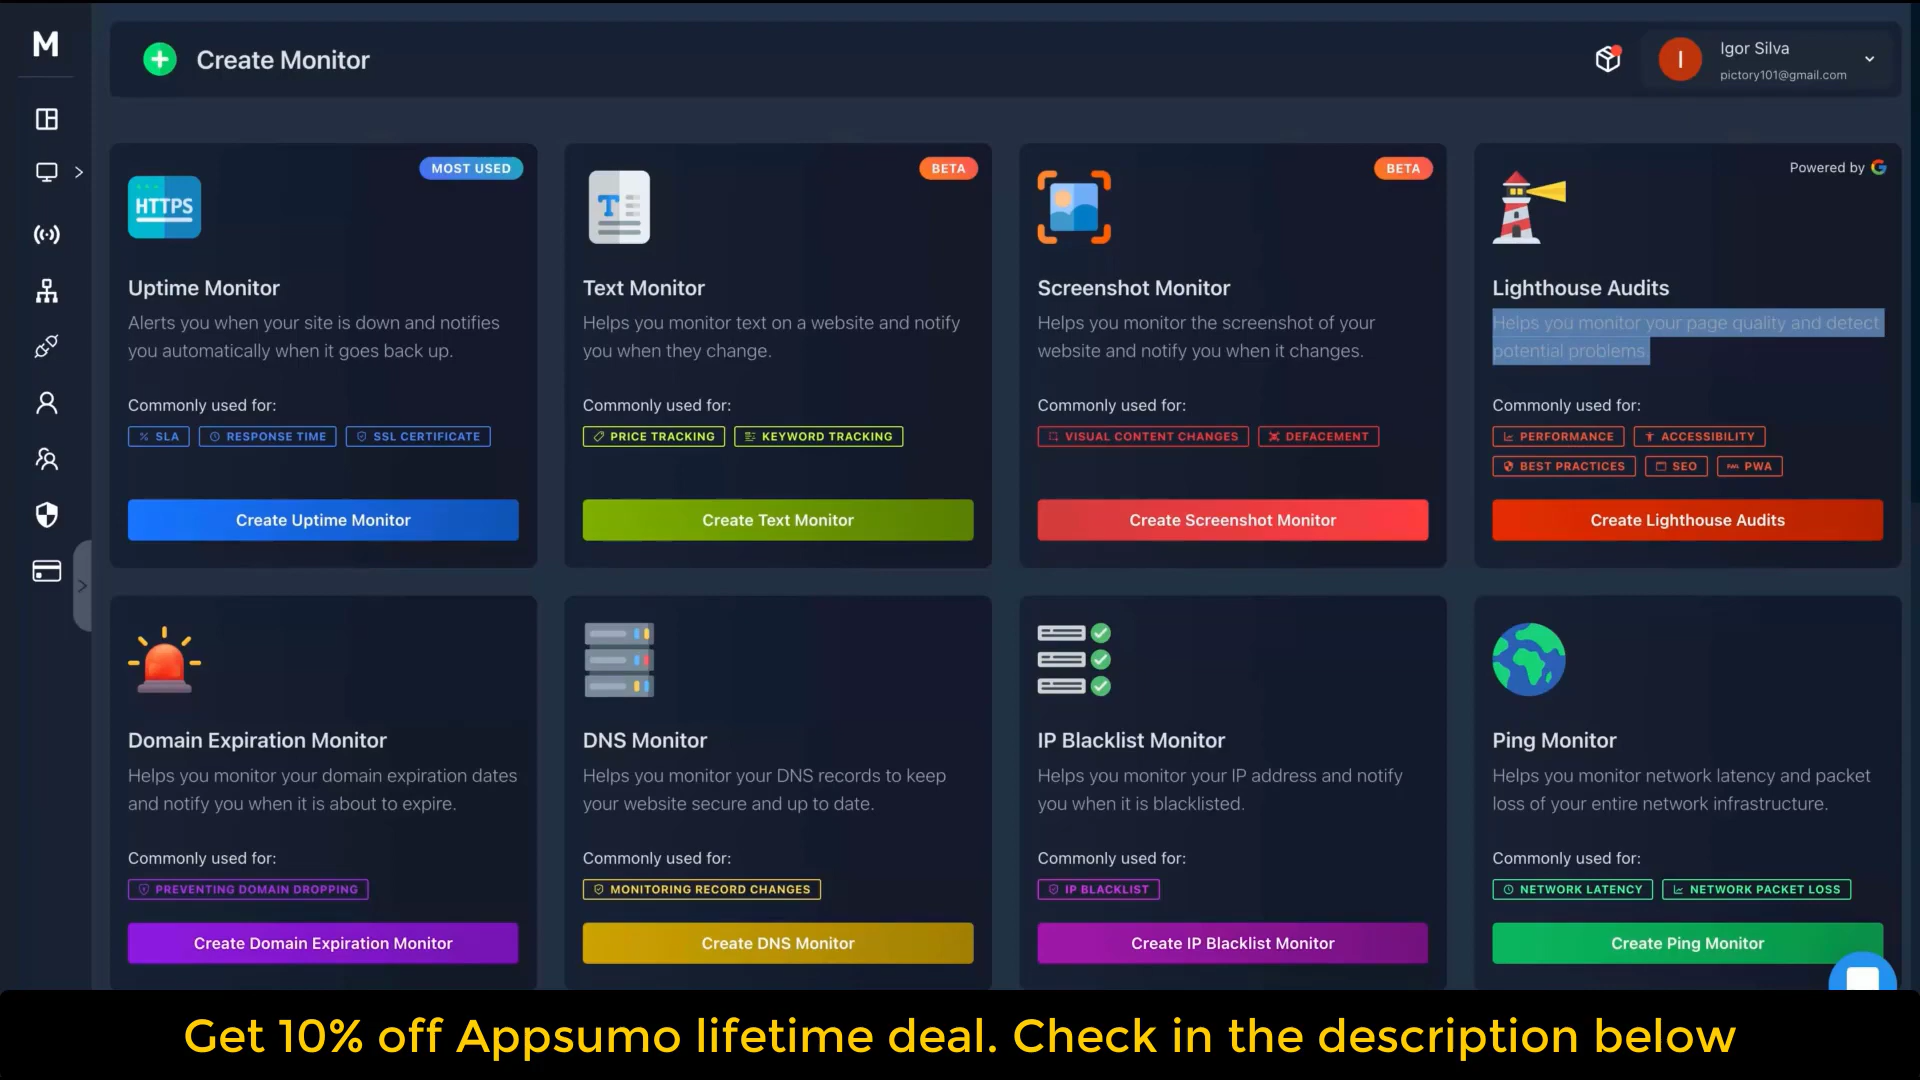 M
Create Monitor
I
Igor Silva
pictory101@gmail.com
MOST USED
HTTPS
Uptime Monitor
Alerts you when your site is down and notifies
you automatically when it goes back up.
Commonly used for:
SLA
RESPONSE TIME
SSL CERTIFICATE
Create Uptime Monitor
BETA
T
Text Monitor
Helps you monitor text on a website and notify
you when they change.
Commonly used for:
PRICE TRACKING
KEYWORD TRACKING
Create Text Monitor
BETA
Screenshot Monitor
Helps you monitor the screenshot of your
website and notify you when it changes.
Commonly used for:
VISUAL CONTENT CHANGES
DEFACEMENT
Create Screenshot Monitor
Powered by G
Lighthouse Audits
Helps you monitor your page quality and detect
potential problems
Commonly used for:
PERFORMANCE
ACCESSIBILITY
BEST PRACTICES
SEO
PWA
Create Lighthouse Audits
Domain Expiration Monitor
Helps you monitor your domain expiration dates
and notify you when it is about to expire.
Commonly used for:
PREVENTING DOMAIN DROPPING
Create Domain Expiration Monitor
DNS Monitor
Helps you monitor your DNS records to keep
your website secure and up to date.
Commonly used for:
MONITORING RECORD CHANGES
Create DNS Monitor
IP Blacklist Monitor
Helps you monitor your IP address and notify
you when it is blacklisted.
Commonly used for:
IP BLACKLIST
Create IP Blacklist Monitor
Ping Monitor
Helps you monitor network latency and packet
loss of your entire network infrastructure.
Commonly used for:
NETWORK LATENCY
NETWORK PACKET LOSS
Create Ping Monitor
Get 10% off Appsumo lifetime deal. Check in the description below